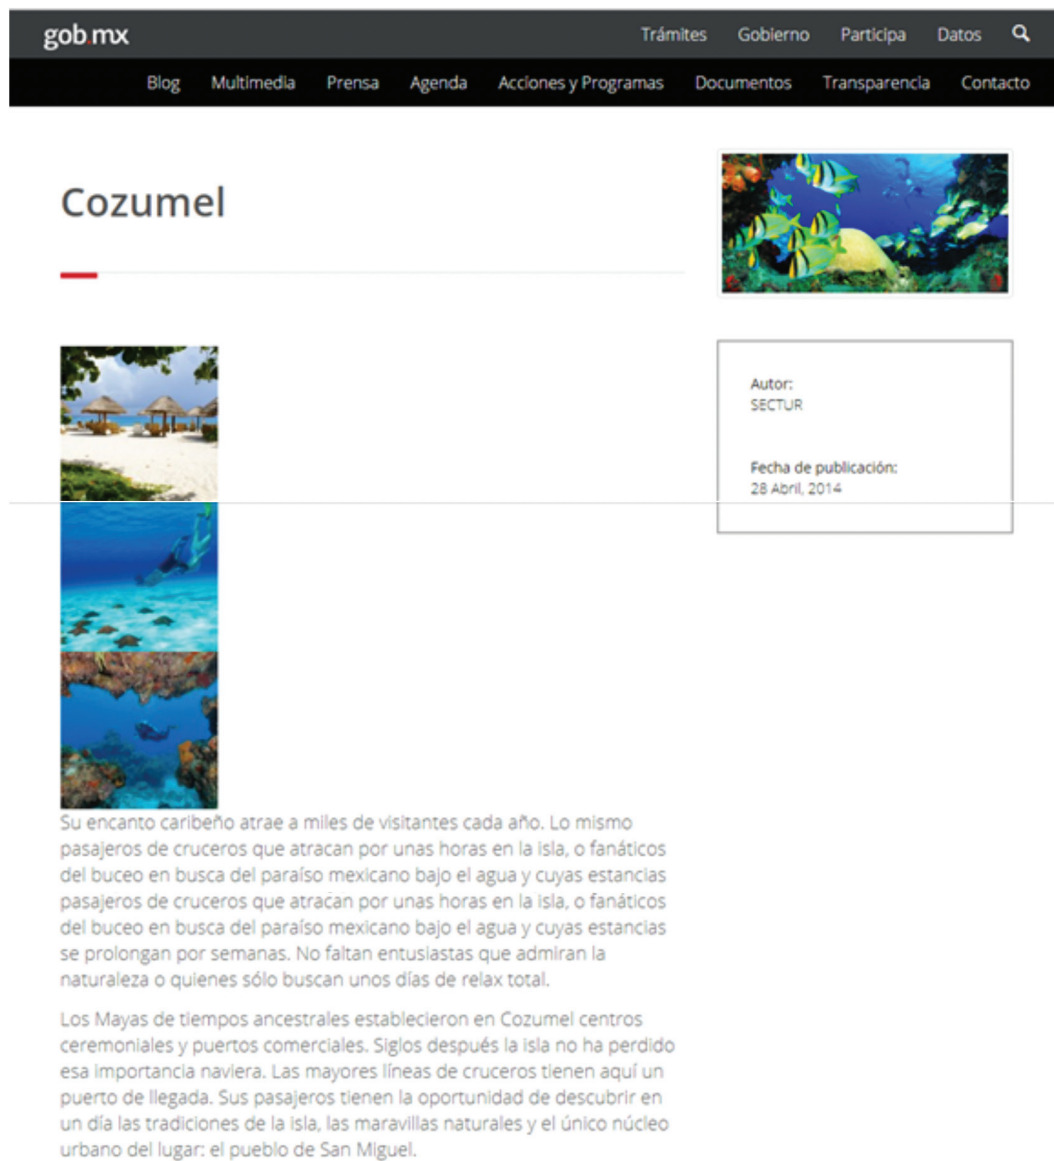 gob.mx
Trámites Gobierno Participa Datos
Blog Multimedia Prensa Agenda Acciones y Programas Documentos Transparencia Contacto
Cozumel
Autor:
SECTUR
Fecha de publicación:
28 Abril, 2014
Su encanto caribeño atrae a miles de visitantes cada año. Lo mismo
pasajeros de cruceros que atracan por unas horas en la isla, o fanáticos
del buceo en busca del paraíso mexicano bajo el agua y cuyas estancias
pasajeros de cruceros que atracan por unas horas en la isla, o fanáticos
del buceo en busca del paraíso mexicano bajo el agua y cuyas estancias
se prolongan por semanas. No faltan entusiastas que admiran la
naturaleza o quienes sólo buscan unos días de relax total.
Los Mayas de tiempos ancestrales establecieron en Cozumel centros
ceremoniales y puertos comerciales. Siglos después la isla no ha perdido
esa importancia naviera. Las mayores líneas de cruceros tienen aquí un
puerto de llegada. Sus pasajeros tienen la oportunidad de descubrir en
un día las tradiciones de la isla, las maravillas naturales y el único núcleo
urbano del lugar: el pueblo de San Miguel.